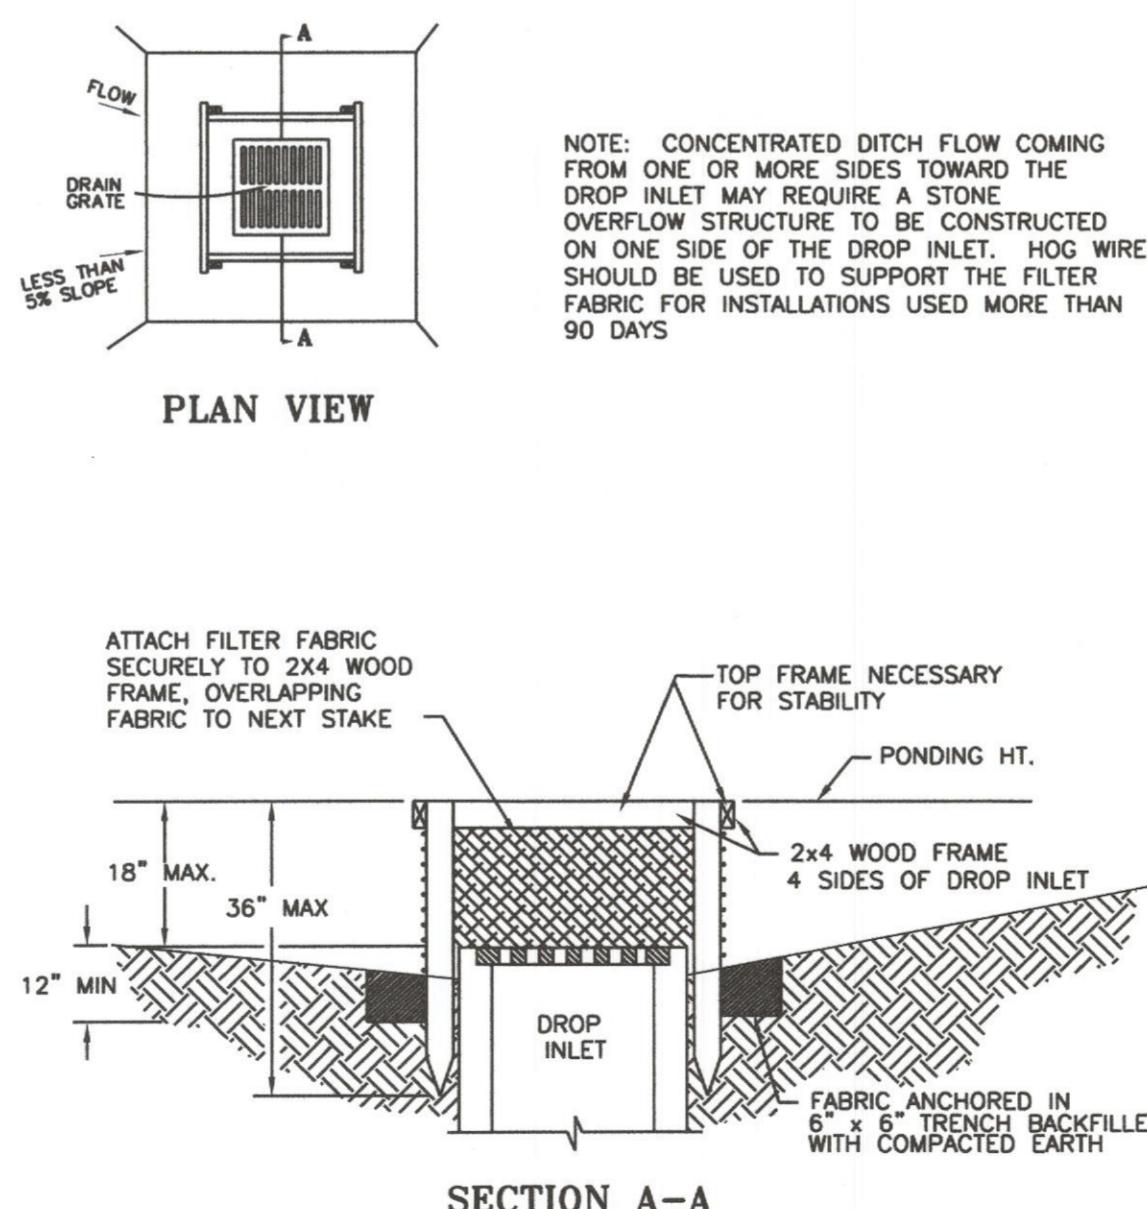 A
FLOW
DRAIN
GRATE
LESS THAN
5% SLOPE
A
PLAN VIEW
NOTE: CONCENTRATED DITCH FLOW COMING
FROM ONE OR MORE SIDES TOWARD THE
DROP INLET MAY REQUIRE A STONE
OVERFLOW STRUCTURE TO BE CONSTRUCTED
ON ONE SIDE OF THE DROP INLET. HOG WIRE
SHOULD BE USED TO SUPPORT THE FILTER
FABRIC FOR INSTALLATIONS USED MORE THAN
90 DAYS
ATTACH FILTER FABRIC
SECURELY TO 2X4 WOOD
FRAME, OVERLAPPING
FABRIC TO NEXT STAKE
TOP FRAME NECESSARY
FOR STABILITY
PONDING HT.
2x4 WOOD FRAME
4 SIDES OF DROP INLET
18" MAX.
36" MAX
12" MIN
DROP
INLET
FABRIC ANCHORED IN
6" x 6" TRENCH BACKFILLE
WITH COMPACTED EARTH
SECTION A-A